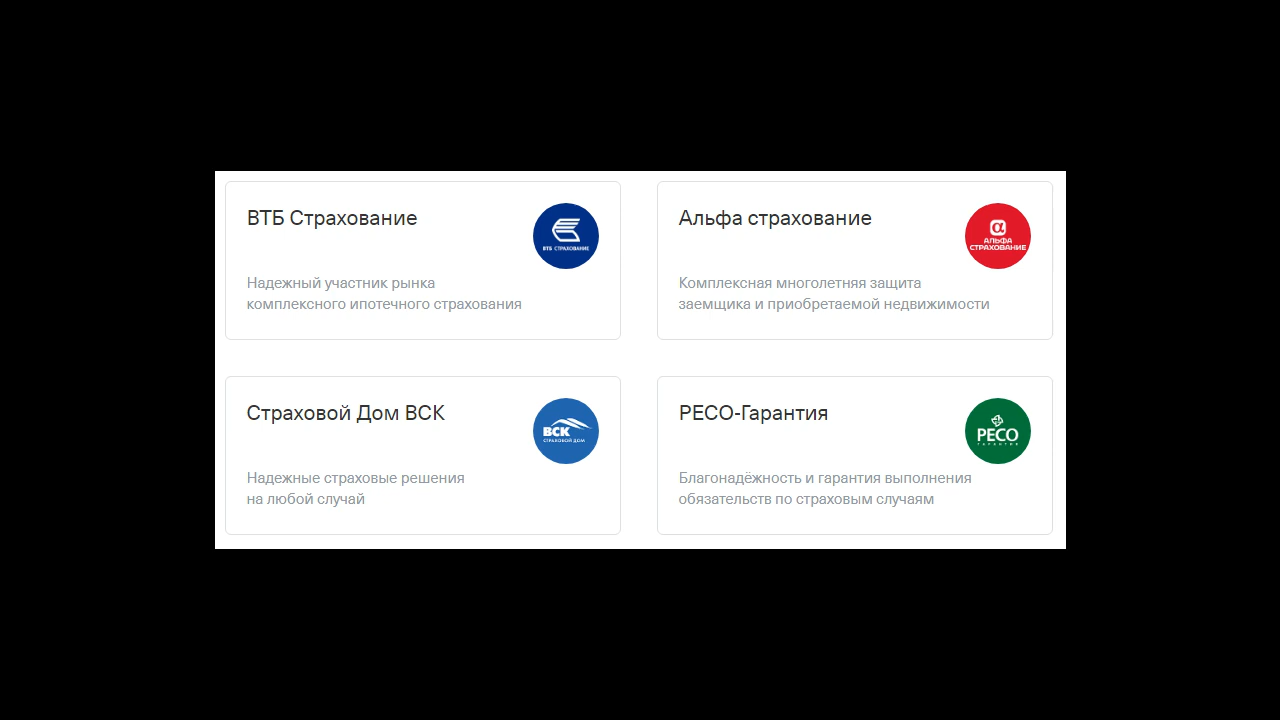 ВТБ Страхование
ВТБ СТРАХОВАНИЕ
Надежный участник рынка
комплексного ипотечного страхования
Альфа страхование
α
АЛЬФА
СТРАХОВАНИЕ
Комплексная многолетняя защита
заемщика и приобретаемой недвижимости
Страховой Дом ВСК
ВСК
СТРАХОВОЙ ДОМ
Надежные страховые решения
на любой случай
РЕСО-Гарантия
РЕСО
ГАРАНТИЯ
Благонадёжность и гарантия выполнения
обязательств по страховым случаям